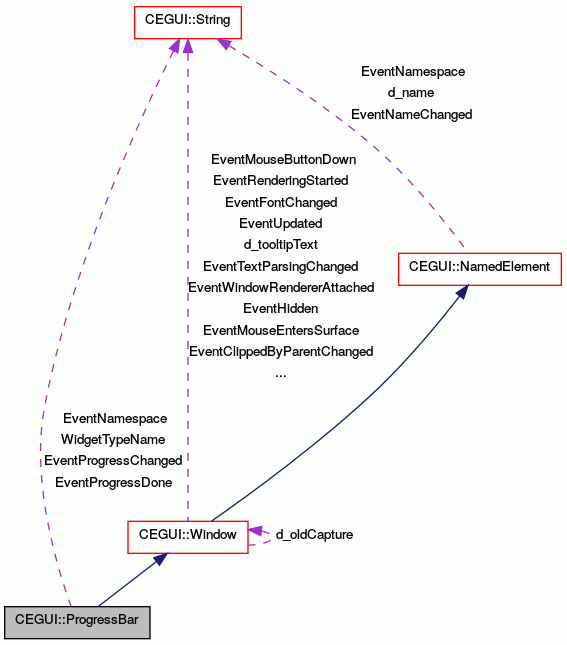 CEGUI::String
EventNamespace
d_name
EventNameChanged
EventMouseButtonDown
EventRenderingStarted
EventFontChanged
EventUpdated
d_tooltipText
EventTextParsingChanged
EventWindowRendererAttached
EventHidden
EventMouseEntersSurface
EventClippedByParentChanged
...
CEGUI::NamedElement
EventNamespace
WidgetTypeName
EventProgressChanged
EventProgressDone
CEGUI::Window
d_oldCapture
CEGUI::ProgressBar